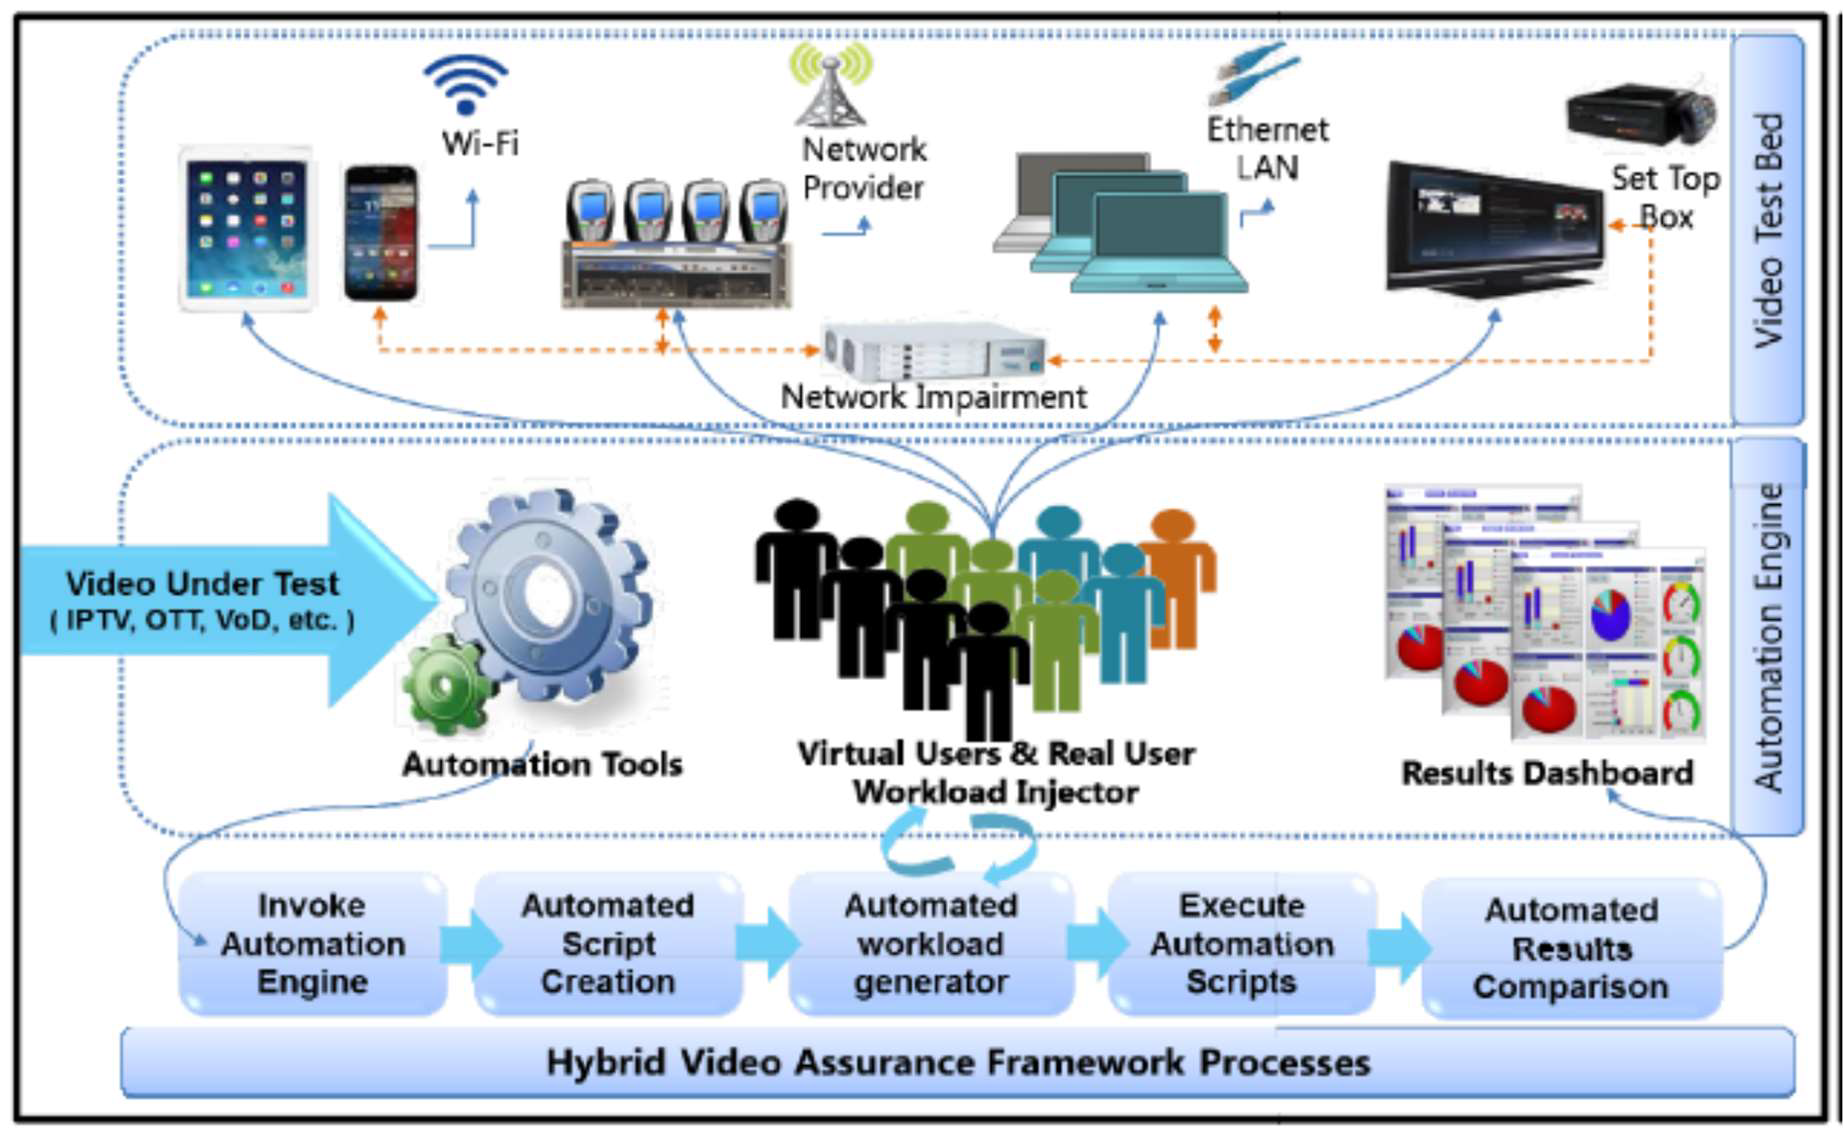 Wi-Fi
Network
Provider
Ethernet
LAN
Set Top
Box
Network Impairment
Video Test Bed
Video Under Test
( IPTV, OTT, VoD, etc. )
Automation Tools
Virtual Users & Real User
Workload Injector
Results Dashboard
Automation Engine
Invoke
Automation
Engine
Automated
Script
Creation
Automated
workload
generator
Execute
Automation
Scripts
Automated
Results
Comparison
Hybrid Video Assurance Framework Processes